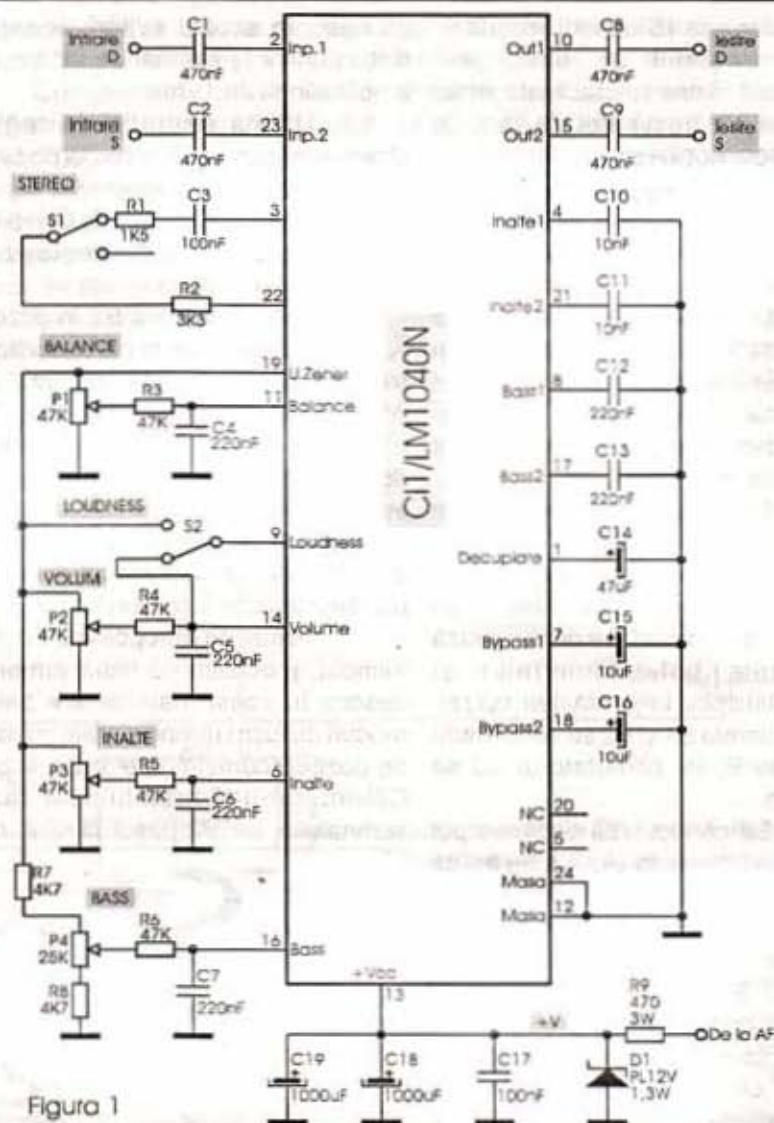 Intrare
D
C1
470nF
2
Inp.1
Intrare
S
C2
470nF
23
Inp.2
STEREO
S1
R1
1K5
C3
100nF
3
R2
3K3
22
BALANCE
19
U.Zener
P1
47K
R3
47K
11
Balance
C4
220nF
LOUDNESS
S2
9
Loudness
VOLUM
P2
47K
R4
47K
14
Volume
C5
220nF
INALTE
P3
47K
R5
47K
6
Inalte
C6
220nF
R7
4K7
BASS
P4
25K
R6
47K
16
Bass
R8
4K7
C7
220nF
CI1/LM1040N
Out1
10
C8
470nF
Iesire
D
Out2
15
C9
470nF
Iesire
S
Inalte1
4
C10
10nF
Inalte2
21
C11
10nF
Bass1
8
C12
220nF
Bass2
17
C13
220nF
Decuplare
1
C14
+
47uF
Bypass1
7
C15
+
10uF
Bypass2
18
C16
+
10uF
NC
20
NC
5
Masa
24
Masa
12
+Vcc
13
+V
R9
470
3W
De la AF
C19
+
1000uF
C18
+
1000uF
C17
100nF
D1
PL12V
1,3W
Figura 1